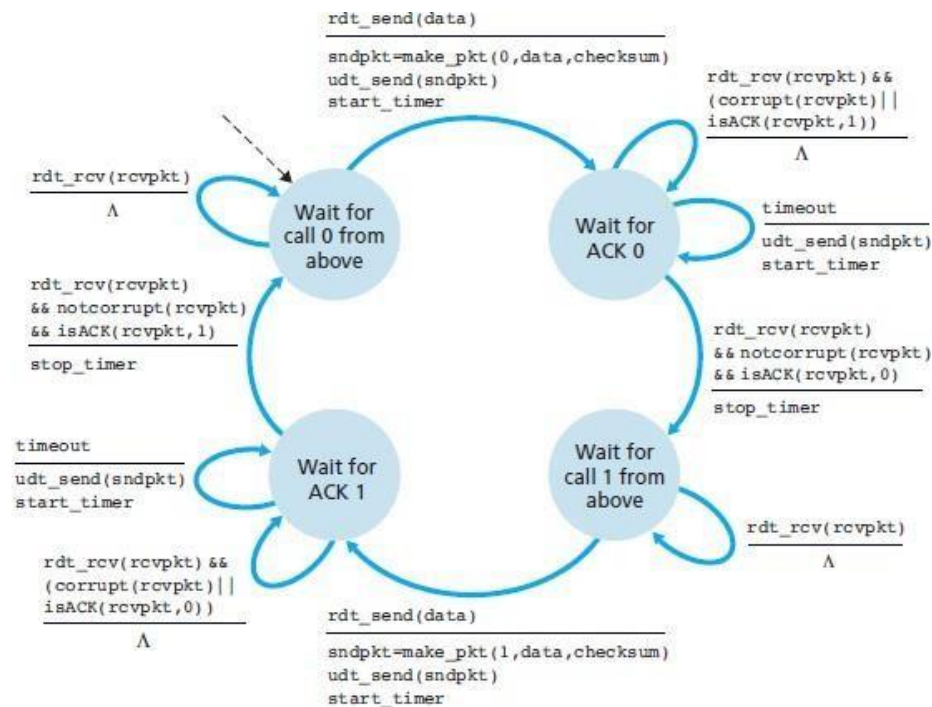 rdt_send(data)
sndpkt=make_pkt(0,data,checksum)
udt_send(sndpkt)
start_timer
rdt_rcv(rcvpkt) &&
(corrupt(rcvpkt)||
isACK(rcvpkt,1))
Λ
rdt_rcv(rcvpkt)
Λ
Wait for
call 0 from
above
Wait for
ACK 0
timeout
udt_send(sndpkt)
start_timer
rdt_rcv(rcvpkt)
&& notcorrupt(rcvpkt)
&& isACK(rcvpkt,1)
stop_timer
rdt_rcv(rcvpkt)
&& notcorrupt(rcvpkt)
&& isACK(rcvpkt,0)
stop_timer
timeout
udt_send(sndpkt)
start_timer
Wait for
ACK 1
Wait for
call 1 from
above
rdt_rcv(rcvpkt)
Λ
rdt_rcv(rcvpkt) &&
(corrupt(rcvpkt)||
isACK(rcvpkt,0))
Λ
rdt_send(data)
sndpkt=make_pkt(1,data,checksum)
udt_send(sndpkt)
start_timer